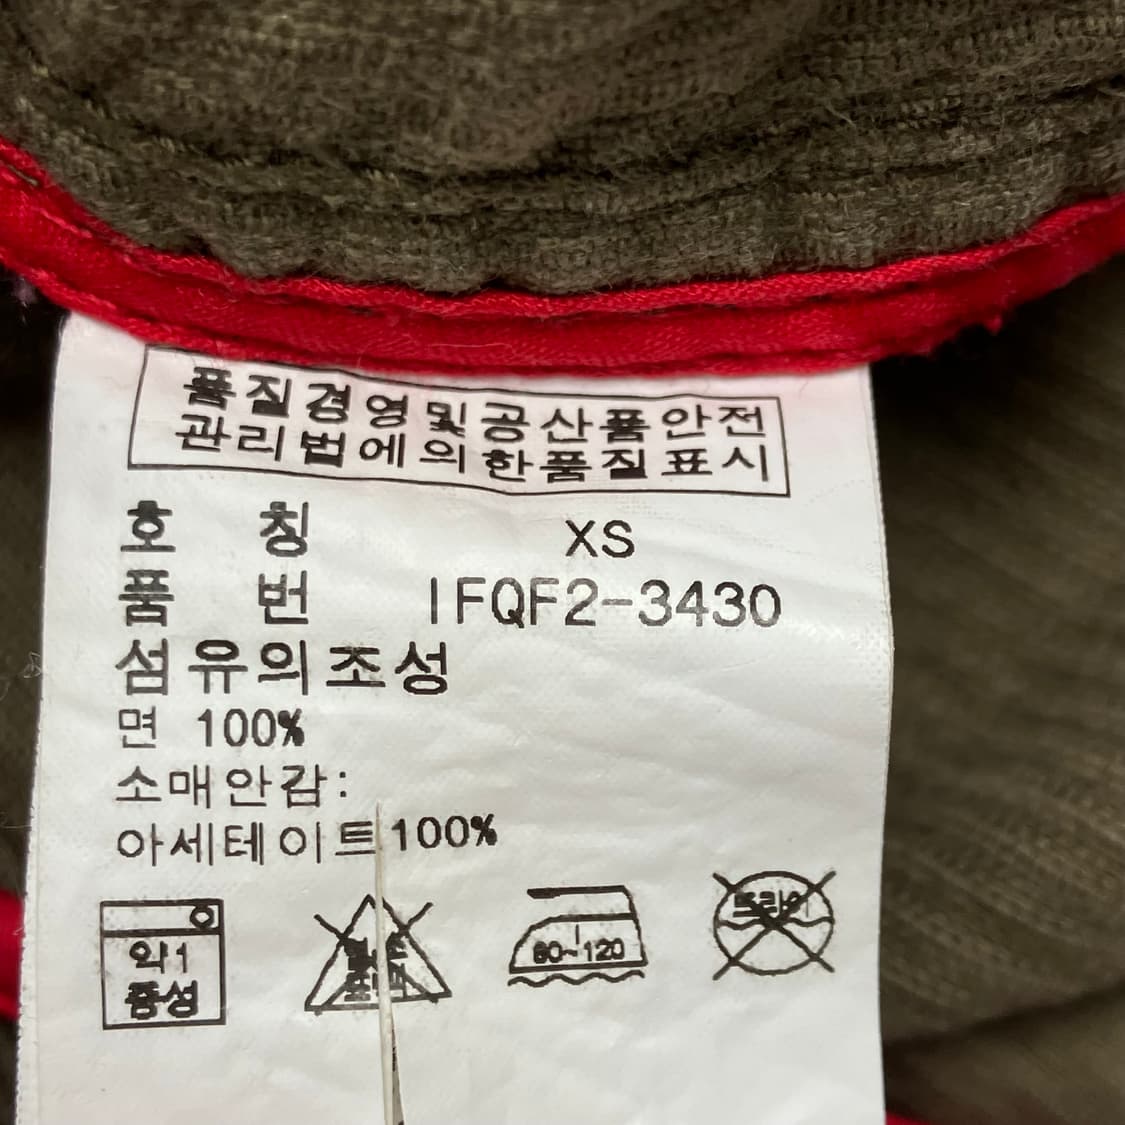 품질경영및공산품안전
관리법에의한품질표시
호 칭 XS
품 번 IFQF2-3430
섬유의조성
면 100%
소매안감:
아세테이트100%
약1
중성
80~120
드라이